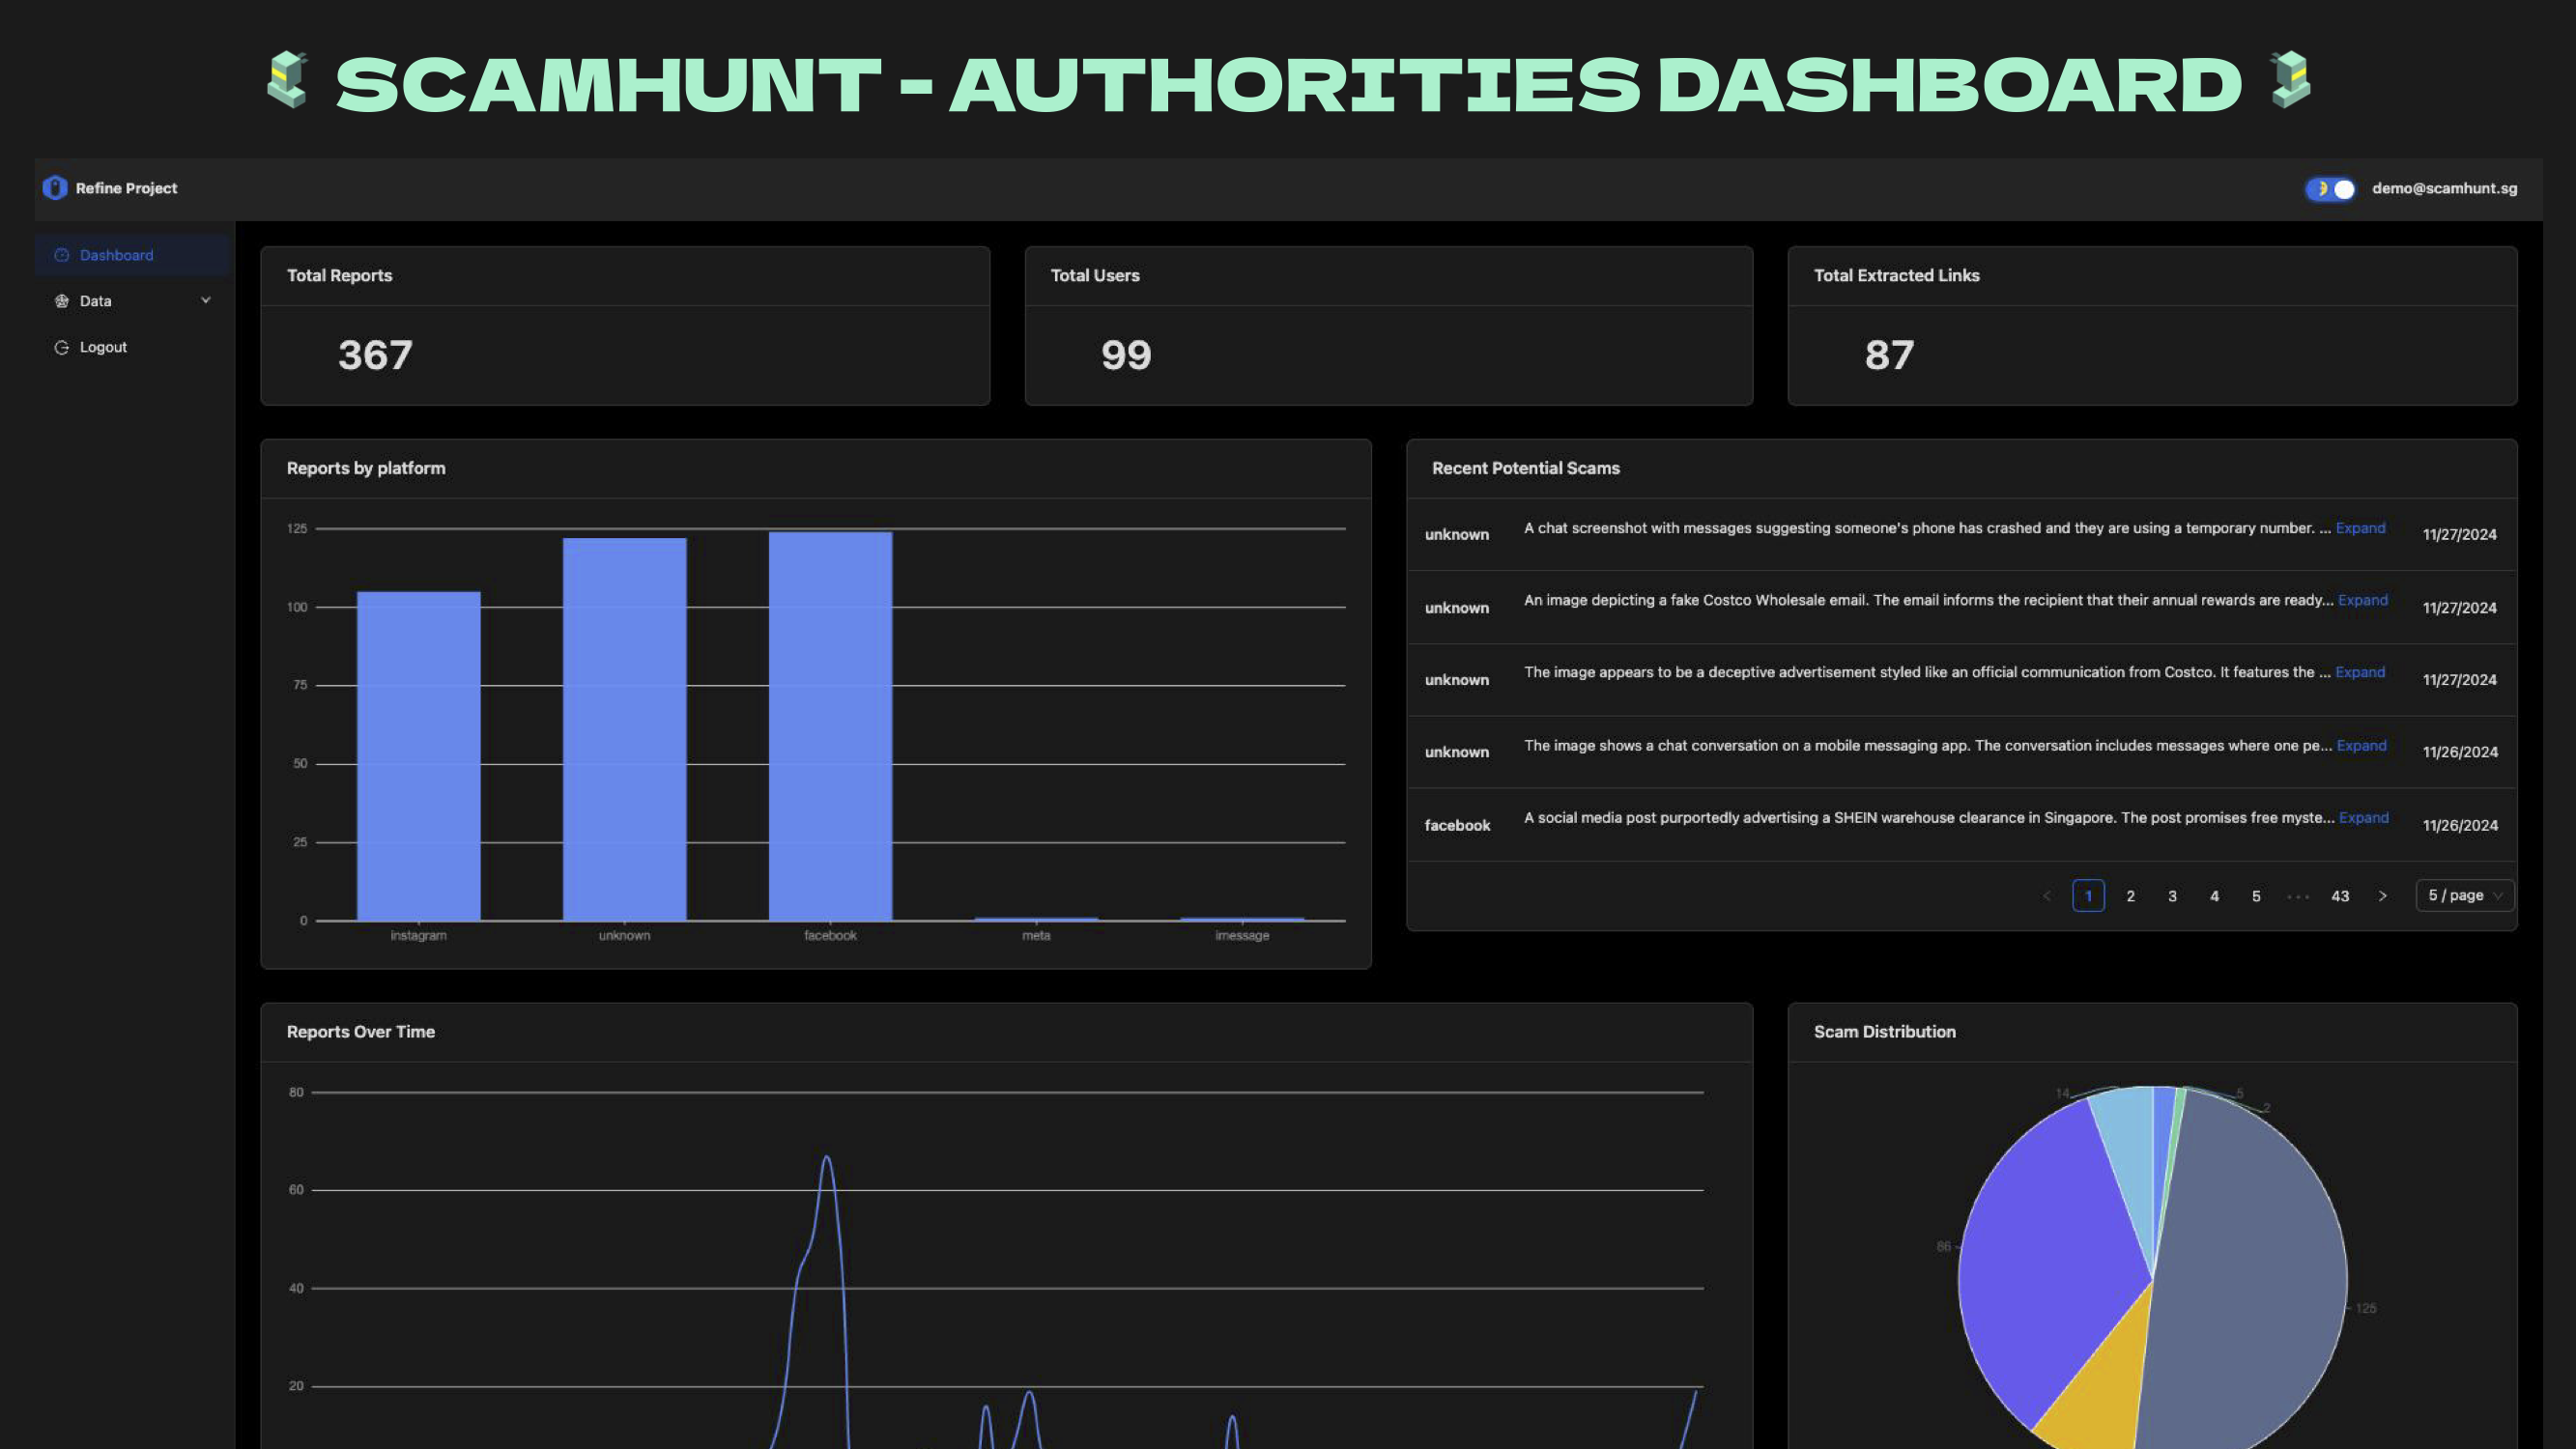 SCAMHUNT - AUTHORITIES DASHBOARD
Refine Project
demo@scamhunt.sg
Dashboard
Data
Logout
Total Reports
367
Total Users
99
Total Extracted Links
87
Reports by platform
125
100
75
50
25
0
instagram
unknown
facebook
meta
imessage
Recent Potential Scams
unknown A chat screenshot with messages suggesting someone's phone has crashed and they are using a temporary number. ... Expand 11/27/2024
unknown An image depicting a fake Costco Wholesale email. The email informs the recipient that their annual rewards are ready... Expand 11/27/2024
unknown The image appears to be a deceptive advertisement styled like an official communication from Costco. It features the ... Expand 11/27/2024
unknown The image shows a chat conversation on a mobile messaging app. The conversation includes messages where one pe... Expand 11/26/2024
facebook A social media post purportedly advertising a SHEIN warehouse clearance in Singapore. The post promises free myste... Expand 11/26/2024
< 1 2 3 4 5 ··· 43 > 5 / page
Reports Over Time
80
60
40
20
Scam Distribution
14
5
2
86
125